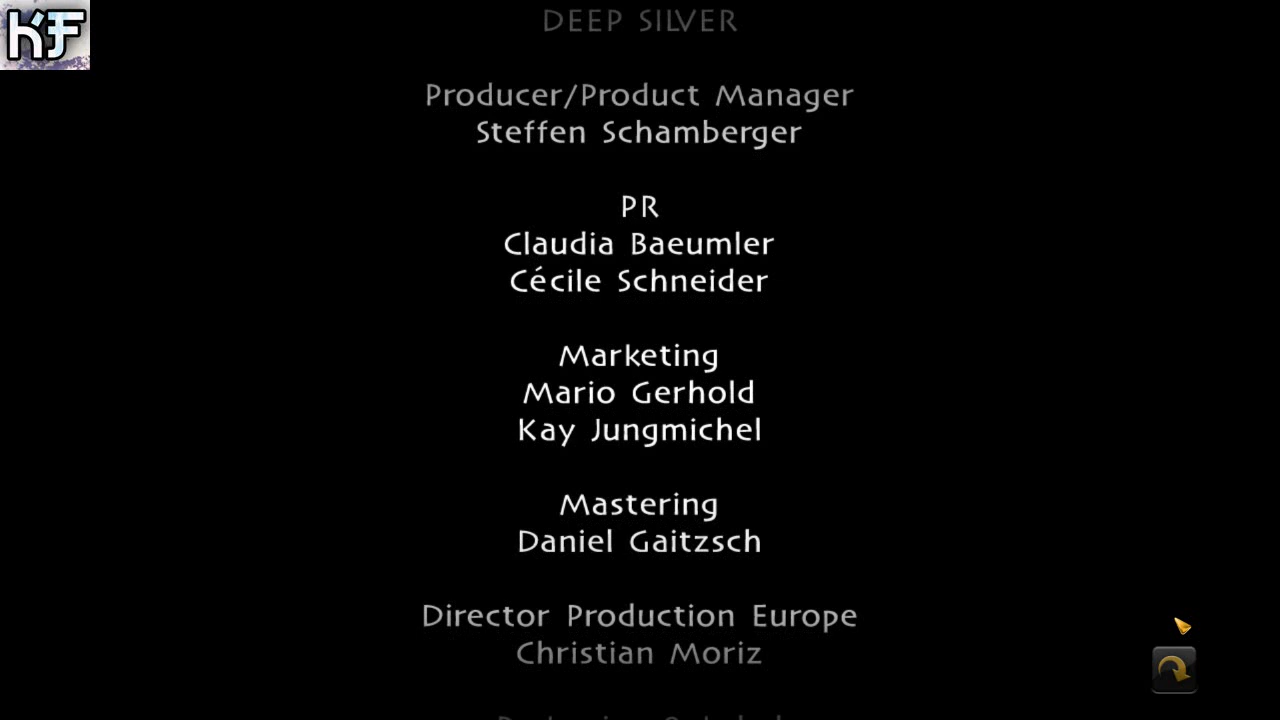 KF
DEEP SILVER
Producer/Product Manager
Steffen Schamberger
PR
Claudia Baeumler
Cécile Schneider
Marketing
Mario Gerhold
Kay Jungmichel
Mastering
Daniel Gaitzsch
Director Production Europe
Christian Moriz